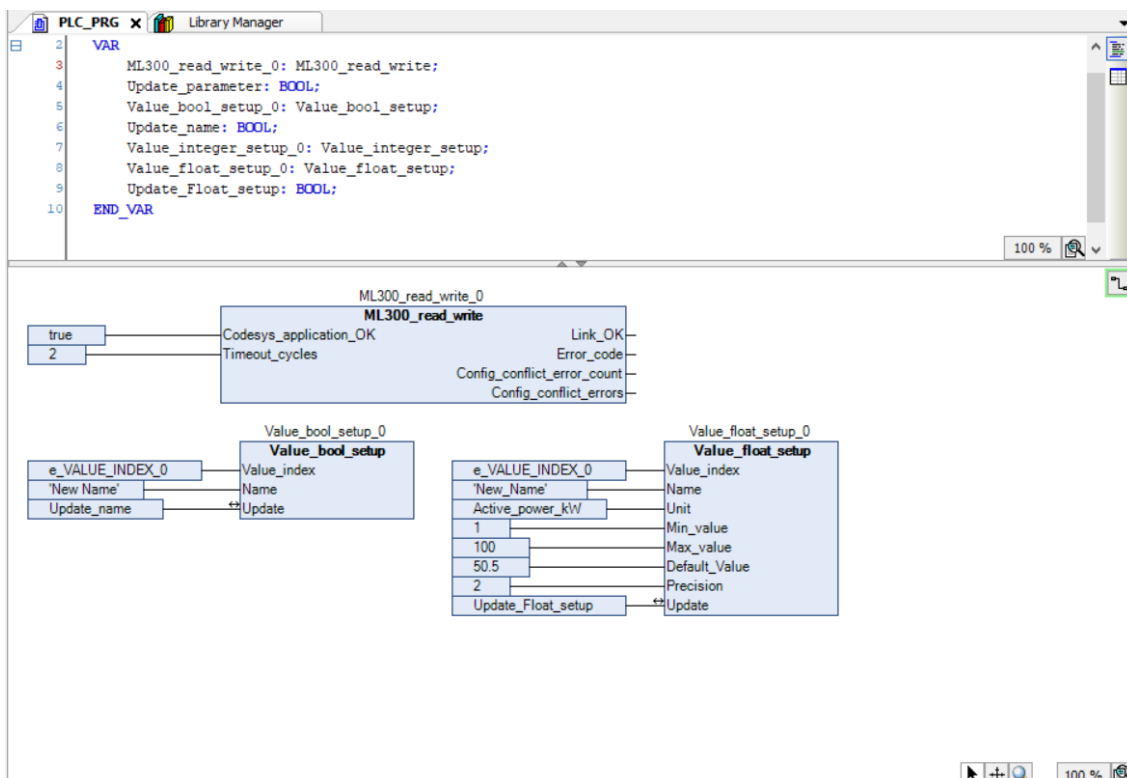 PLC_PRG
Library Manager
2 VAR
3 ML300_read_write_0: ML300_read_write;
4 Update_parameter: BOOL;
5 Value_bool_setup_0: Value_bool_setup;
6 Update_name: BOOL;
7 Value_integer_setup_0: Value_integer_setup;
8 Value_float_setup_0: Value_float_setup;
9 Update_Float_setup: BOOL;
10 END_VAR
100 %
ML300_read_write_0
ML300_read_write
true Codesys_application_OK Link_OK
2 Timeout_cycles Error_code
Config_conflict_error_count
Config_conflict_errors
Value_bool_setup_0
Value_bool_setup
e_VALUE_INDEX_0 Value_index
'New Name' Name
Update_name Update
Value_float_setup_0
Value_float_setup
e_VALUE_INDEX_0 Value_index
'New_Name' Name
Active_power_kW Unit
1 Min_value
100 Max_value
50.5 Default_Value
2 Precision
Update_Float_setup Update
100 %